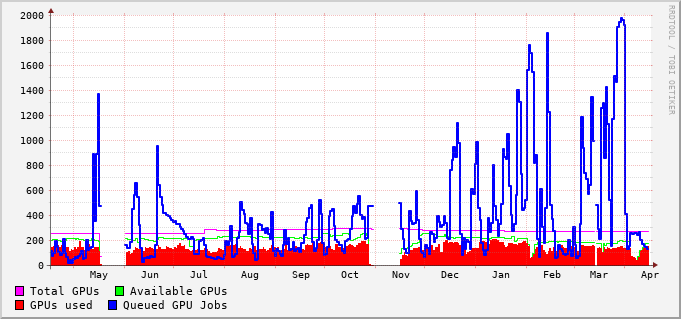 2000
1800
1600
1400
1200
1000
800
600
400
200
0
May Jun Jul Aug Sep Oct Nov Dec Jan Feb Mar Apr
Total GPUs Available GPUs
GPUs used Queued GPU Jobs
RRDTOOL / TOBI OETIKER